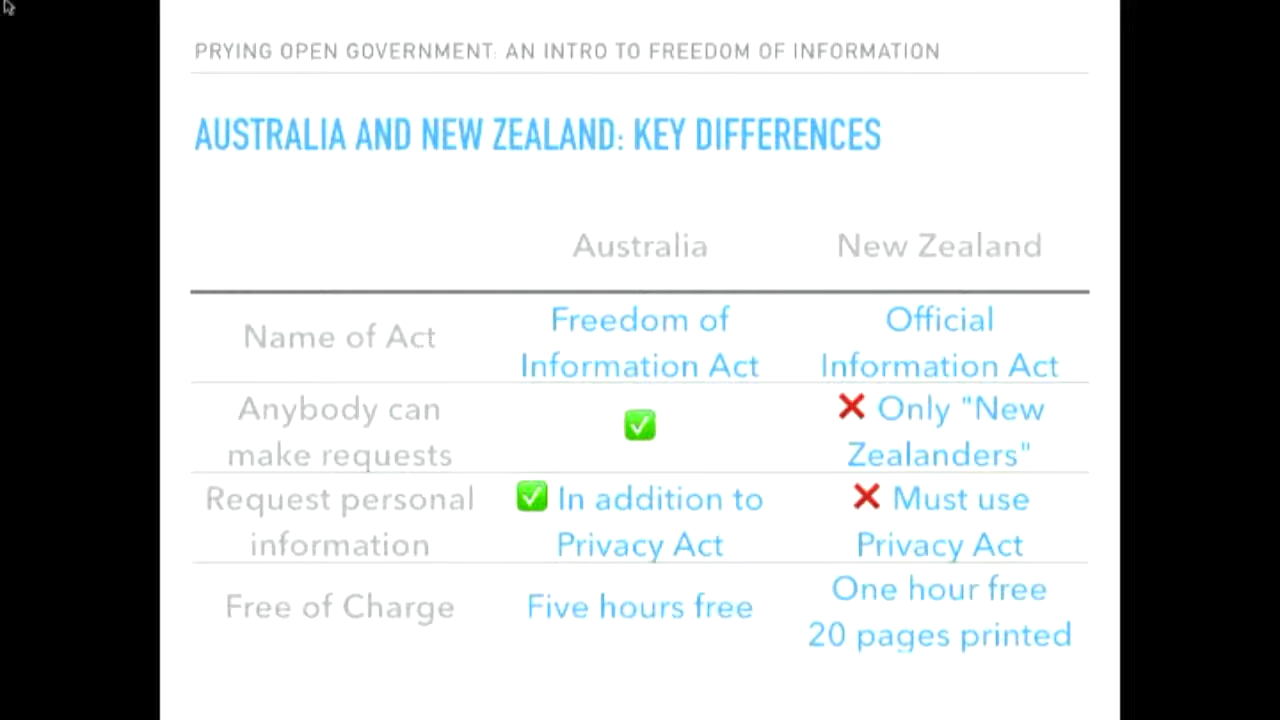 PRYING OPEN GOVERNMENT: AN INTRO TO FREEDOM OF INFORMATION
AUSTRALIA AND NEW ZEALAND: KEY DIFFERENCES
Australia New Zealand
Name of Act
Freedom of
Information Act
Official
Information Act
Anybody can
make requests
✅
❌ Only "New
Zealanders"
Request personal
information
✅ In addition to
Privacy Act
❌ Must use
Privacy Act
Free of Charge
Five hours free
One hour free
20 pages printed